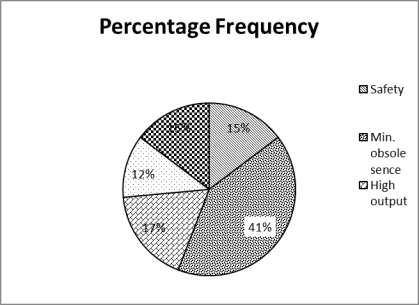 Percentage Frequency
Safety
15%
Min.
obsole
sence
12%
High
output
17%
41%